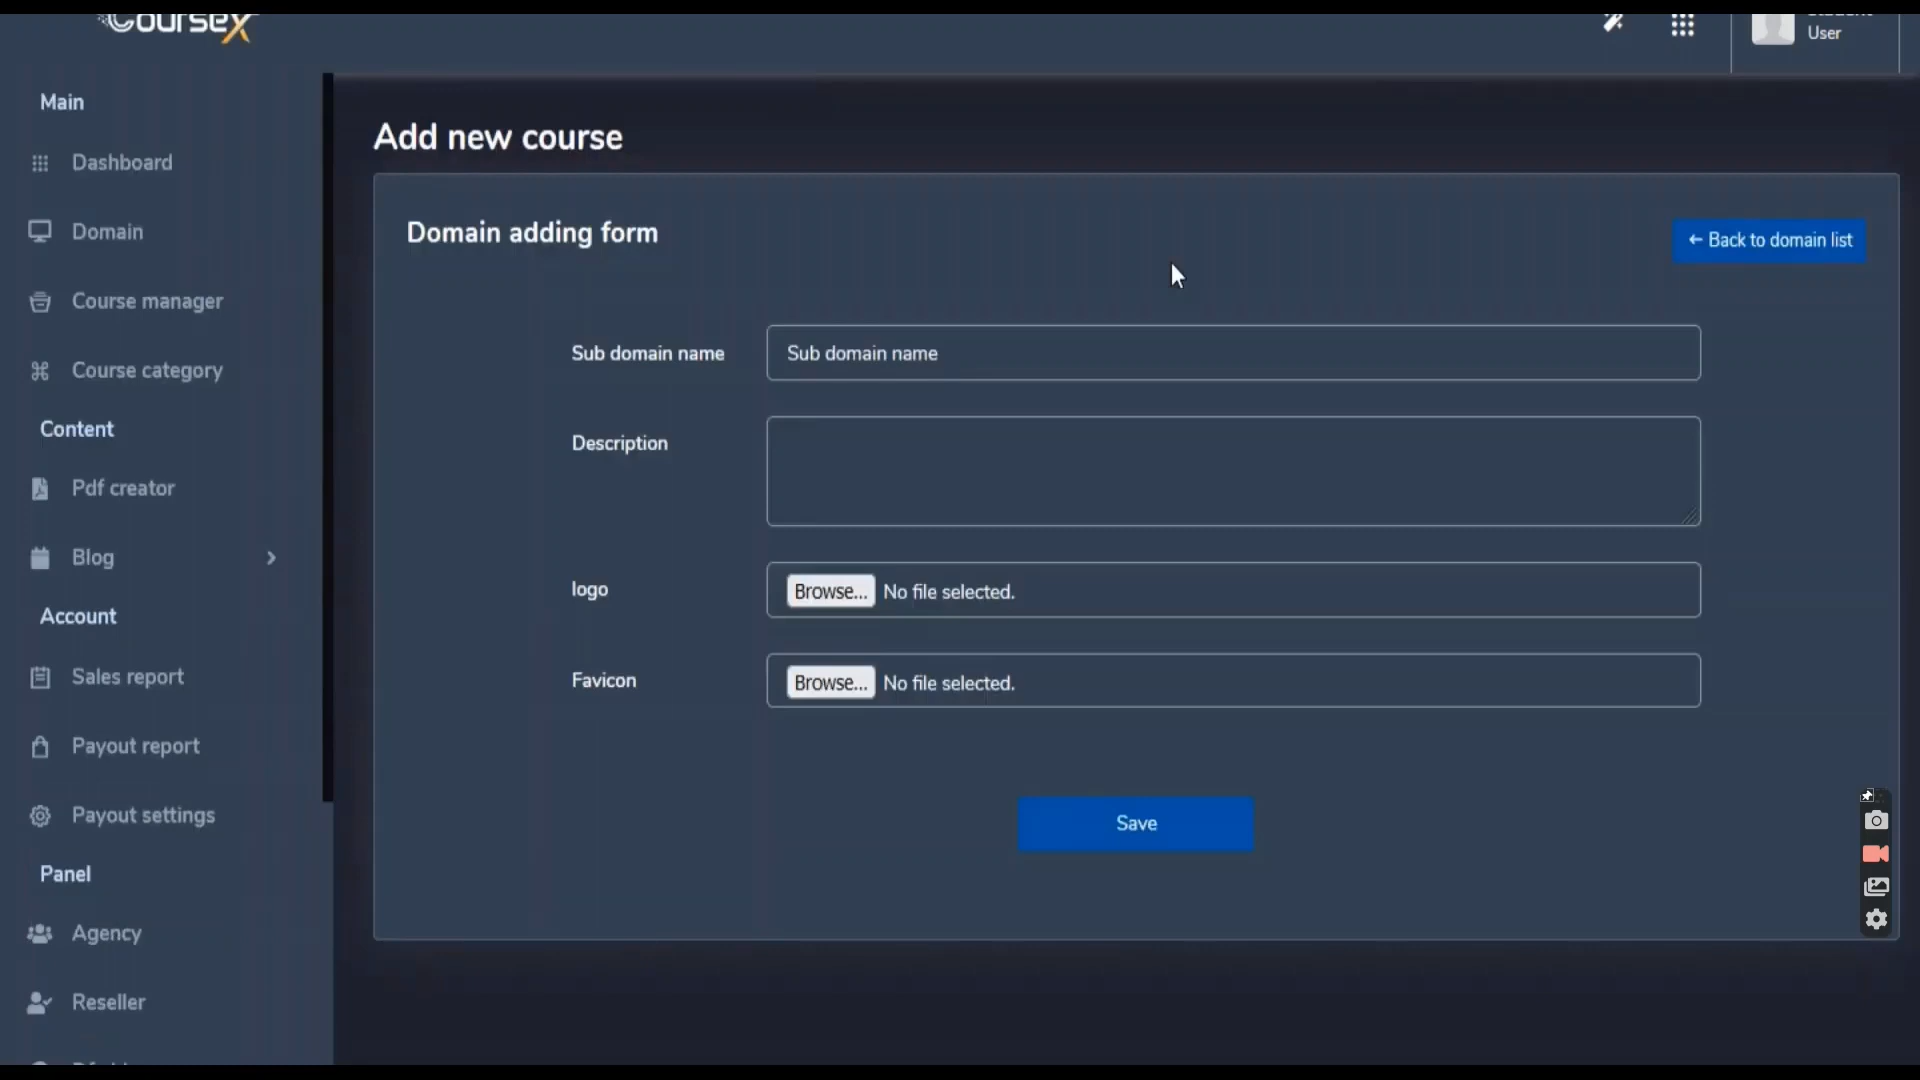 CourseX
User
Main
Dashboard
Domain
Course manager
Course category
Content
Pdf creator
Blog
Account
Sales report
Payout report
Payout settings
Panel
Agency
Reseller
Add new course
Domain adding form
← Back to domain list
Sub domain name
Sub domain name
Description
logo
Browse... No file selected.
Favicon
Browse... No file selected.
Save